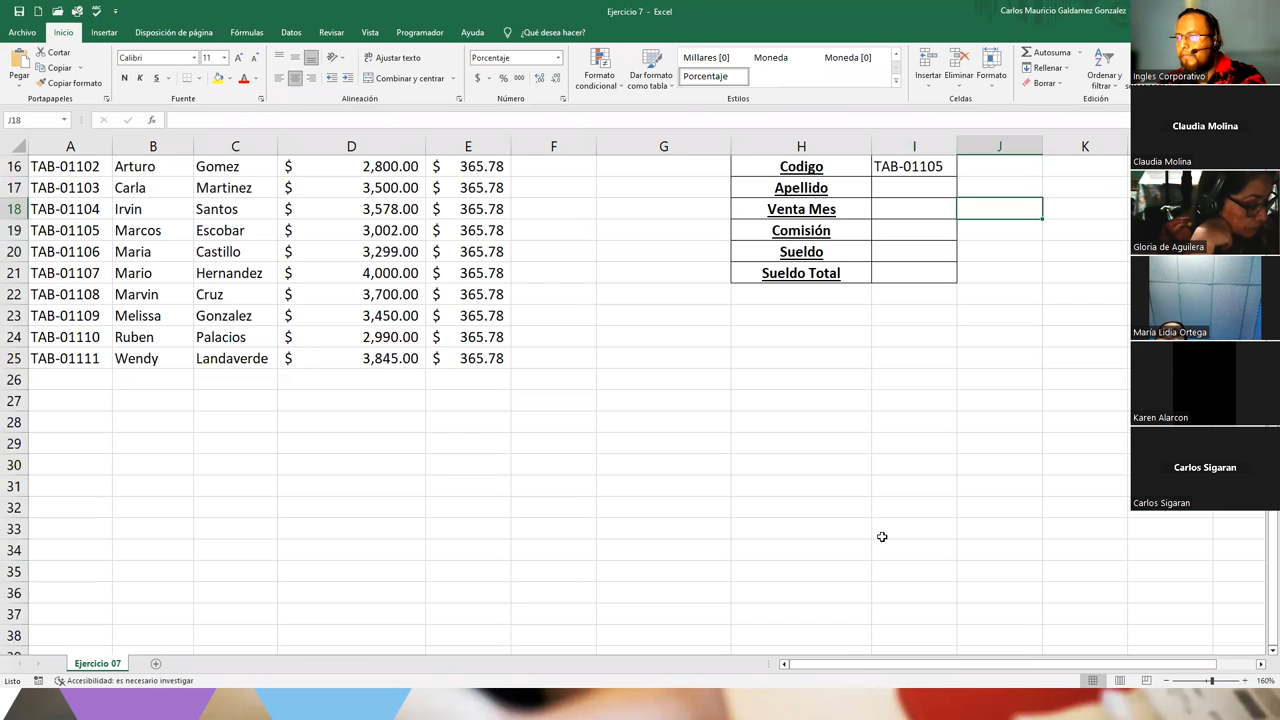 Ejercicio 7 - Excel
Carlos Mauricio Galdamez Gonzalez
Archivo Inicio Insertar Disposición de página Fórmulas Datos Revisar Vista Programador Ayuda ¿Qué desea hacer?
Pegar
Cortar
Copiar
Copiar formato
Portapapeles
Calibri 11
N K S
Fuente
Ajustar texto
Combinar y centrar
Alineación
Porcentaje
$ % 000
Número
Formato condicional
Dar formato como tabla
Millares [0] Moneda Moneda [0]
Porcentaje
Estilos
Insertar Eliminar Formato
Celdas
Autosuma
Rellenar
Borrar
Ordenar y filtrar
Edición
J18
fx
A B C D E F G H I J K
16 TAB-01102 Arturo Gomez $ 2,800.00 $ 365.78 Codigo TAB-01105
17 TAB-01103 Carla Martinez $ 3,500.00 $ 365.78 Apellido
18 TAB-01104 Irvin Santos $ 3,578.00 $ 365.78 Venta Mes
19 TAB-01105 Marcos Escobar $ 3,002.00 $ 365.78 Comisión
20 TAB-01106 Maria Castillo $ 3,299.00 $ 365.78 Sueldo
21 TAB-01107 Mario Hernandez $ 4,000.00 $ 365.78 Sueldo Total
22 TAB-01108 Marvin Cruz $ 3,700.00 $ 365.78
23 TAB-01109 Melissa Gonzalez $ 3,450.00 $ 365.78
24 TAB-01110 Ruben Palacios $ 2,990.00 $ 365.78
25 TAB-01111 Wendy Landaverde $ 3,845.00 $ 365.78
26
27
28
29
30
31
32
33
34
35
36
37
38
Ejercicio 07
Listo
Accesibilidad: es necesario investigar
160%
Ingles Corporativo
Claudia Molina
Claudia Molina
Gloria de Aguilera
María Lidia Ortega
Karen Alarcon
Carlos Sigaran
Carlos Sigaran